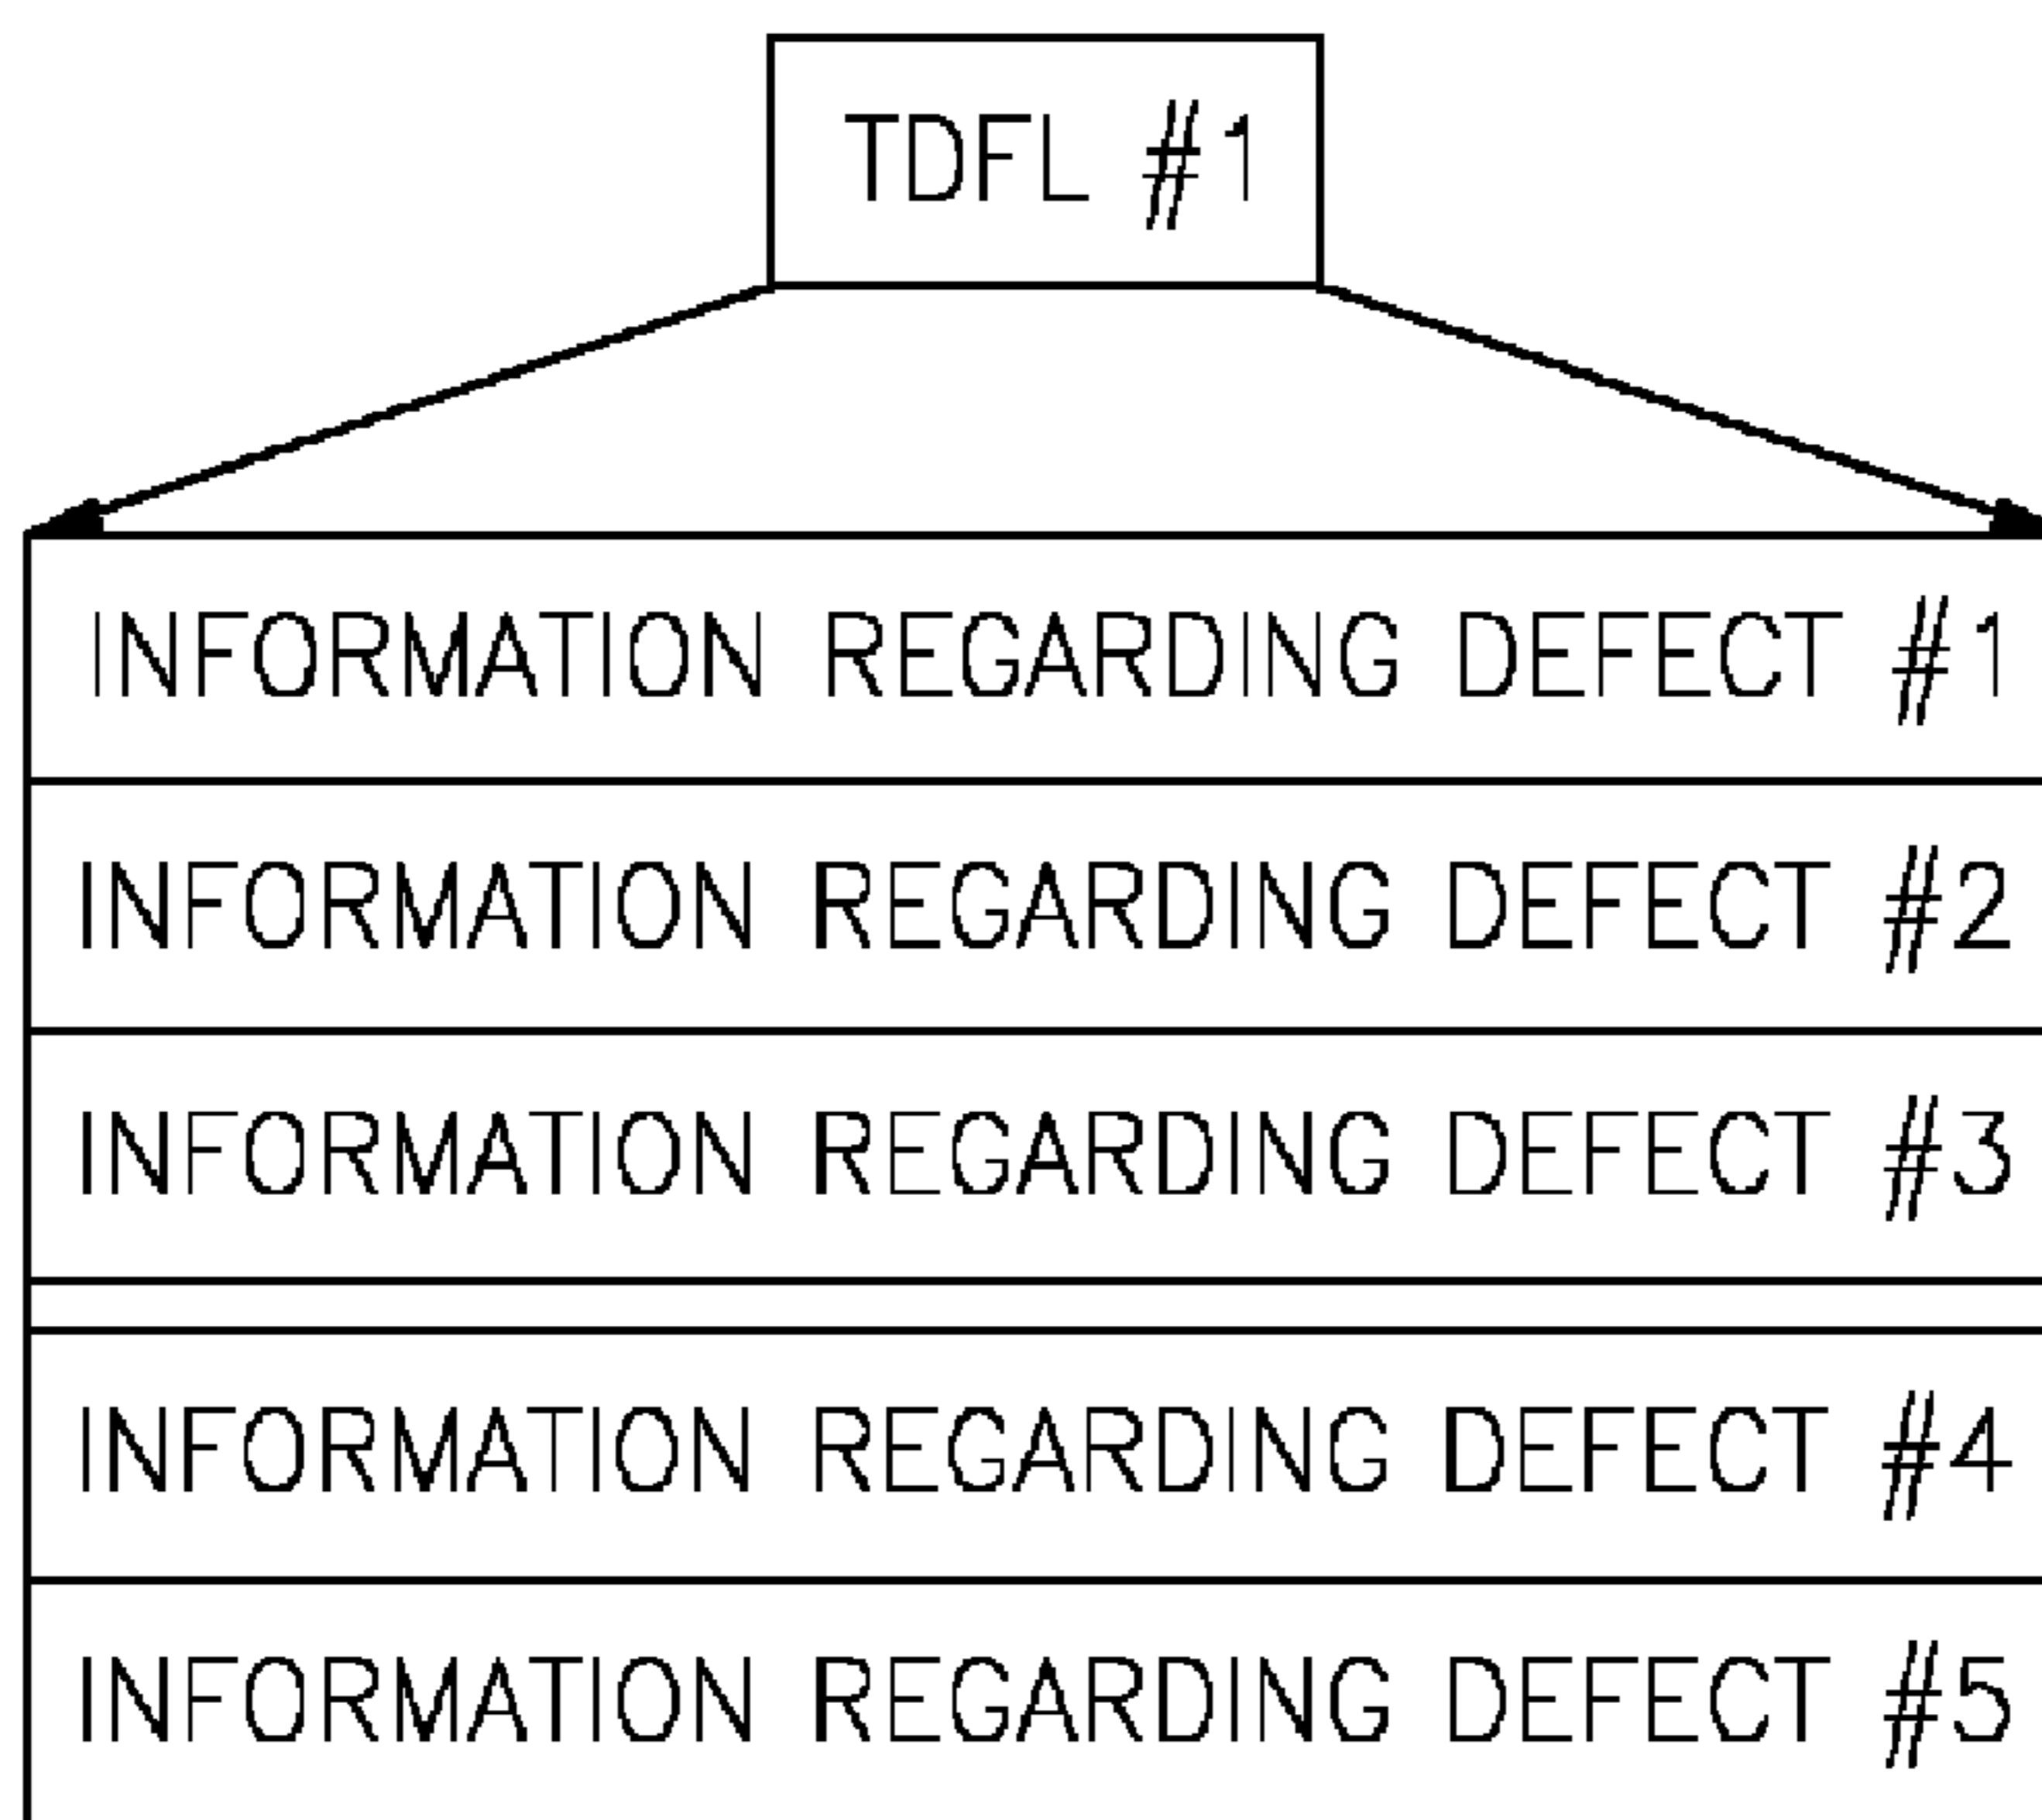 TDFL #1
INFORMATION REGARDING DEFECT #1
INFORMATION REGARDING DEFECT #2
INFORMATION REGARDING DEFECT #3
INFORMATION REGARDING DEFECT #4
INFORMATION REGARDING DEFECT #5